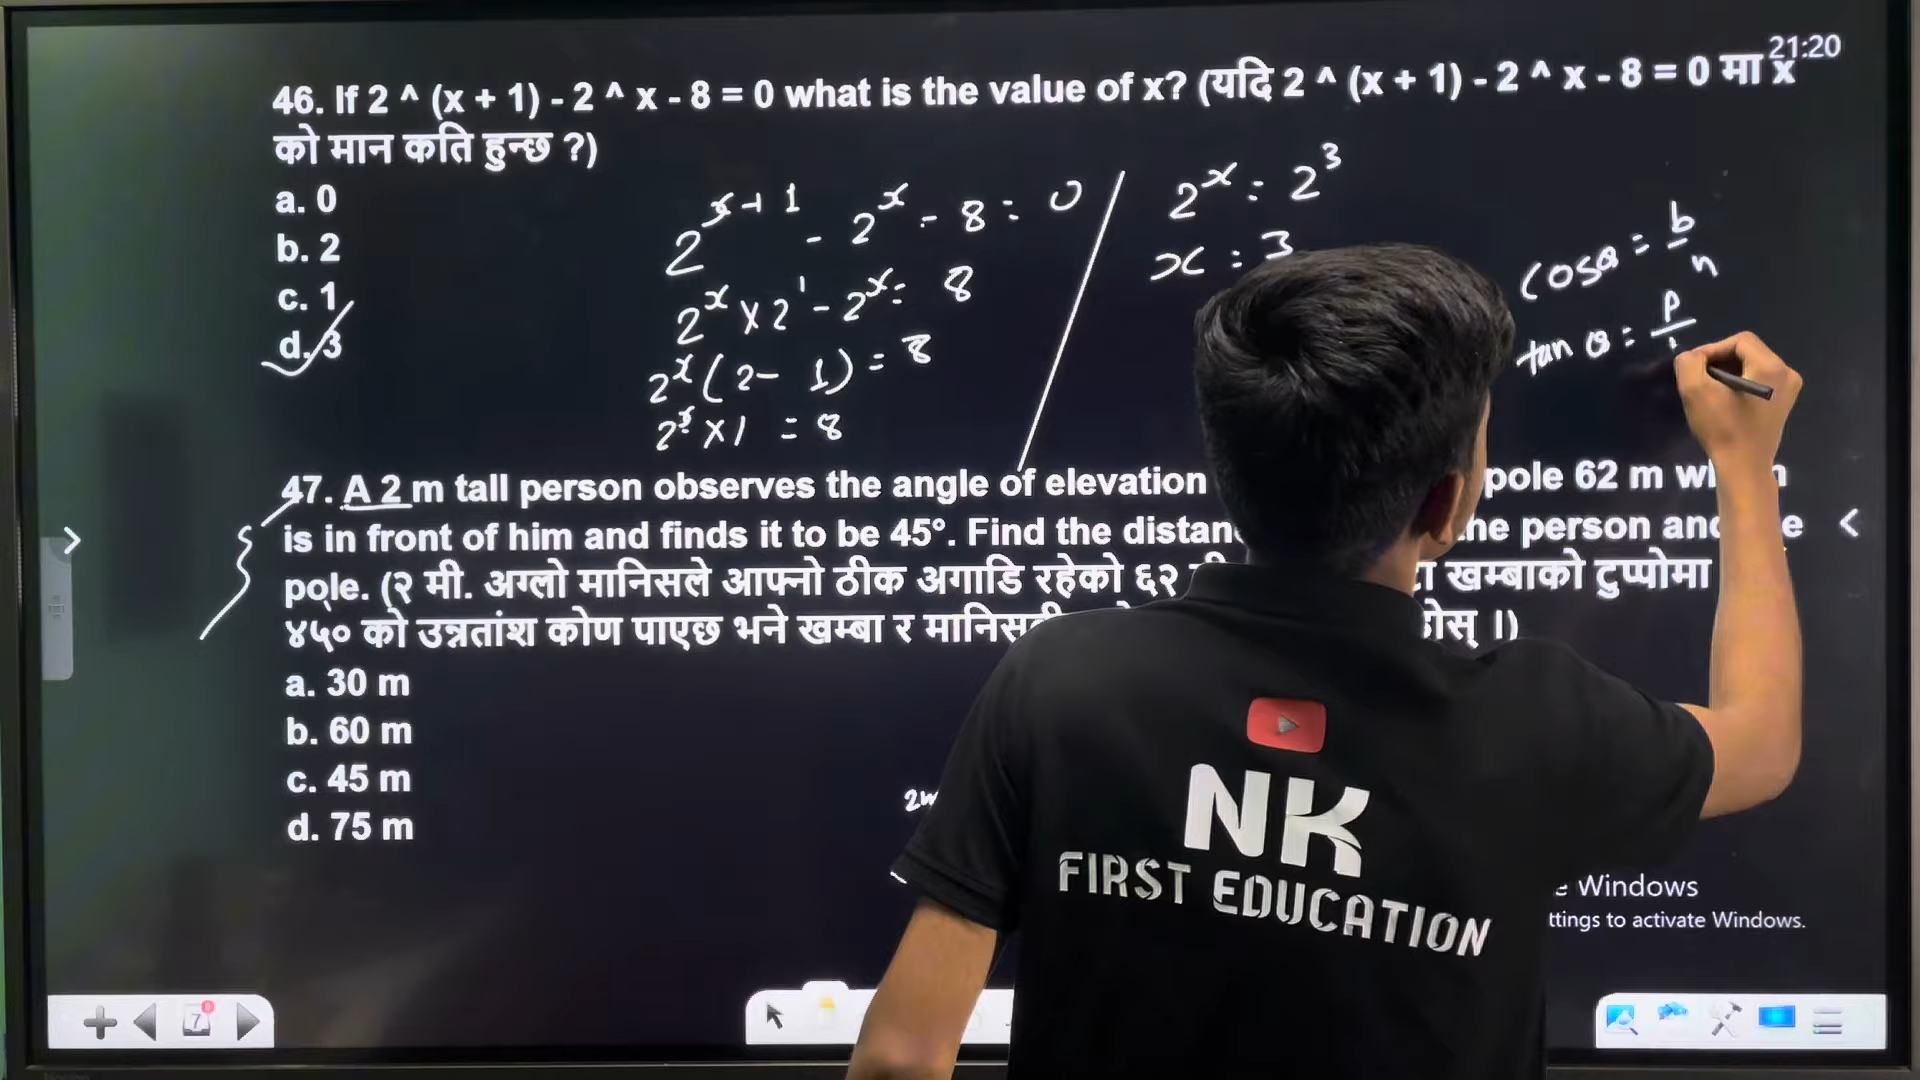 21:20
46. If 2 ^ (x + 1) - 2 ^ x - 8 = 0 what is the value of x? (यदि 2 ^ (x + 1) - 2 ^ x - 8 = 0 मा x
को मान कति हुन्छ ?)
a. 0
b. 2
c. 1
d. 3
2^x+1 - 2^x - 8 = 0
2^x × 2^1 - 2^x = 8
2^x (2 - 1) = 8
2^x × 1 = 8
2^x = 2^3
x = 3
cosθ = b/h
tan θ = p/
47. A 2 m tall person observes the angle of elevation pole 62 m
is in front of him and finds it to be 45°. Find the person
pole. (२ मी. अग्लो मानिसले आफ्नो ठीक अगाडि रहेको ६२ खम्बाको टुप्पोमा
४५० को उन्नतांश कोण पाएछ भने खम्बा र
a. 30 m
b. 60 m
c. 45 m
d. 75 m
NK
FIRST EDUCATION
Windows
to activate Windows.
7